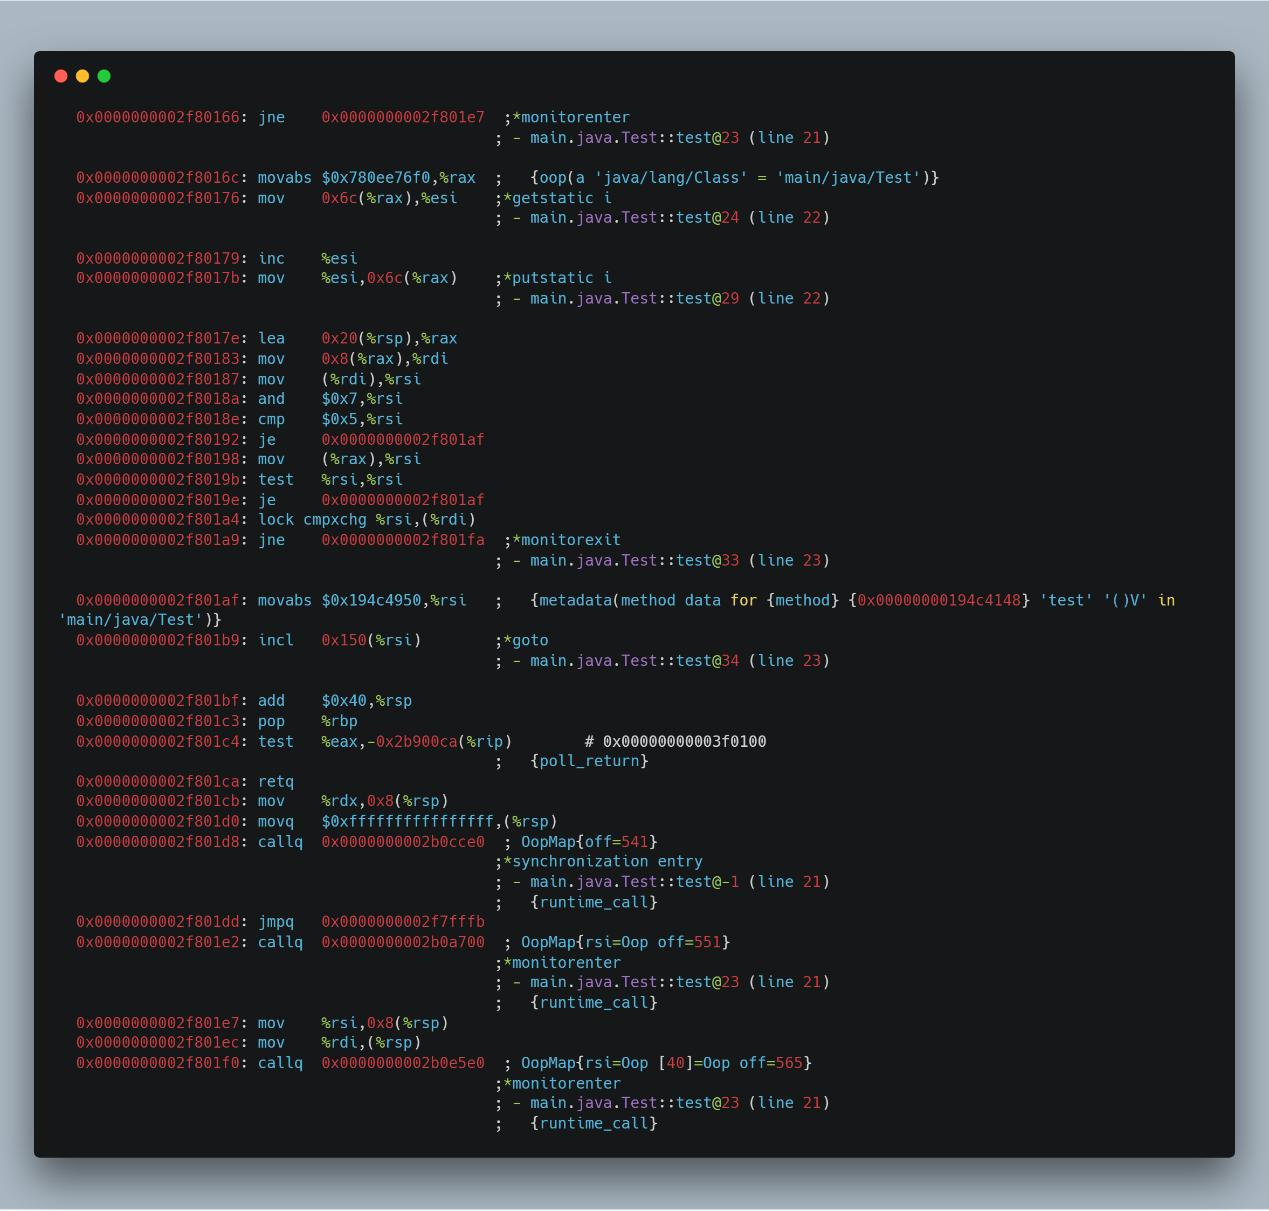 0x0000000002f80166: jne    0x0000000002f801e7  ;*monitorenter
; - main.java.Test::test@23 (line 21)
0x0000000002f8016c: movabs $0x780ee76f0,%rax  ;   {oop(a 'java/lang/Class' = 'main/java/Test')}
0x0000000002f80176: mov    0x6c(%rax),%esi    ;*getstatic i
; - main.java.Test::test@24 (line 22)
0x0000000002f80179: inc    %esi
0x0000000002f8017b: mov    %esi,0x6c(%rax)    ;*putstatic i
; - main.java.Test::test@29 (line 22)
0x0000000002f8017e: lea    0x20(%rsp),%rax
0x0000000002f80183: mov    0x8(%rax),%rdi
0x0000000002f80187: mov    (%rdi),%rsi
0x0000000002f8018a: and    $0x7,%rsi
0x0000000002f8018e: cmp    $0x5,%rsi
0x0000000002f80192: je     0x0000000002f801af
0x0000000002f80198: mov    (%rax),%rsi
0x0000000002f8019b: test   %rsi,%rsi
0x0000000002f8019e: je     0x0000000002f801af
0x0000000002f801a4: lock cmpxchg %rsi,(%rdi)
0x0000000002f801a9: jne    0x0000000002f801fa  ;*monitorexit
; - main.java.Test::test@33 (line 23)
0x0000000002f801af: movabs $0x194c4950,%rsi   ;   {metadata(method data for {method} {0x00000000194c4148} 'test' '()V' in
'main/java/Test')}
0x0000000002f801b9: incl   0x150(%rsi)        ;*goto
; - main.java.Test::test@34 (line 23)
0x0000000002f801bf: add    $0x40,%rsp
0x0000000002f801c3: pop    %rbp
0x0000000002f801c4: test   %eax,-0x2b900ca(%rip)        # 0x00000000003f0100
;   {poll_return}
0x0000000002f801ca: retq
0x0000000002f801cb: mov    %rdx,0x8(%rsp)
0x0000000002f801d0: movq   $0xffffffffffffffff,(%rsp)
0x0000000002f801d8: callq  0x0000000002b0cce0  ; OopMap{off=541}
;*synchronization entry
; - main.java.Test::test@-1 (line 21)
;   {runtime_call}
0x0000000002f801dd: jmpq   0x0000000002f7fffb
0x0000000002f801e2: callq  0x0000000002b0a700  ; OopMap{rsi=Oop off=551}
;*monitorenter
; - main.java.Test::test@23 (line 21)
;   {runtime_call}
0x0000000002f801e7: mov    %rsi,0x8(%rsp)
0x0000000002f801ec: mov    %rdi,(%rsp)
0x0000000002f801f0: callq  0x0000000002b0e5e0  ; OopMap{rsi=Oop [40]=Oop off=565}
;*monitorenter
; - main.java.Test::test@23 (line 21)
;   {runtime_call}